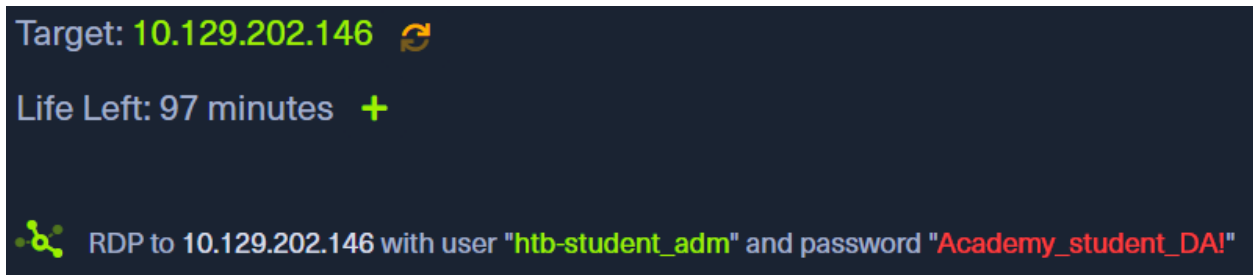 Target: 10.129.202.146
Life Left: 97 minutes +
RDP to 10.129.202.146 with user "htb-student_adm" and password "Academy_student_DA!"